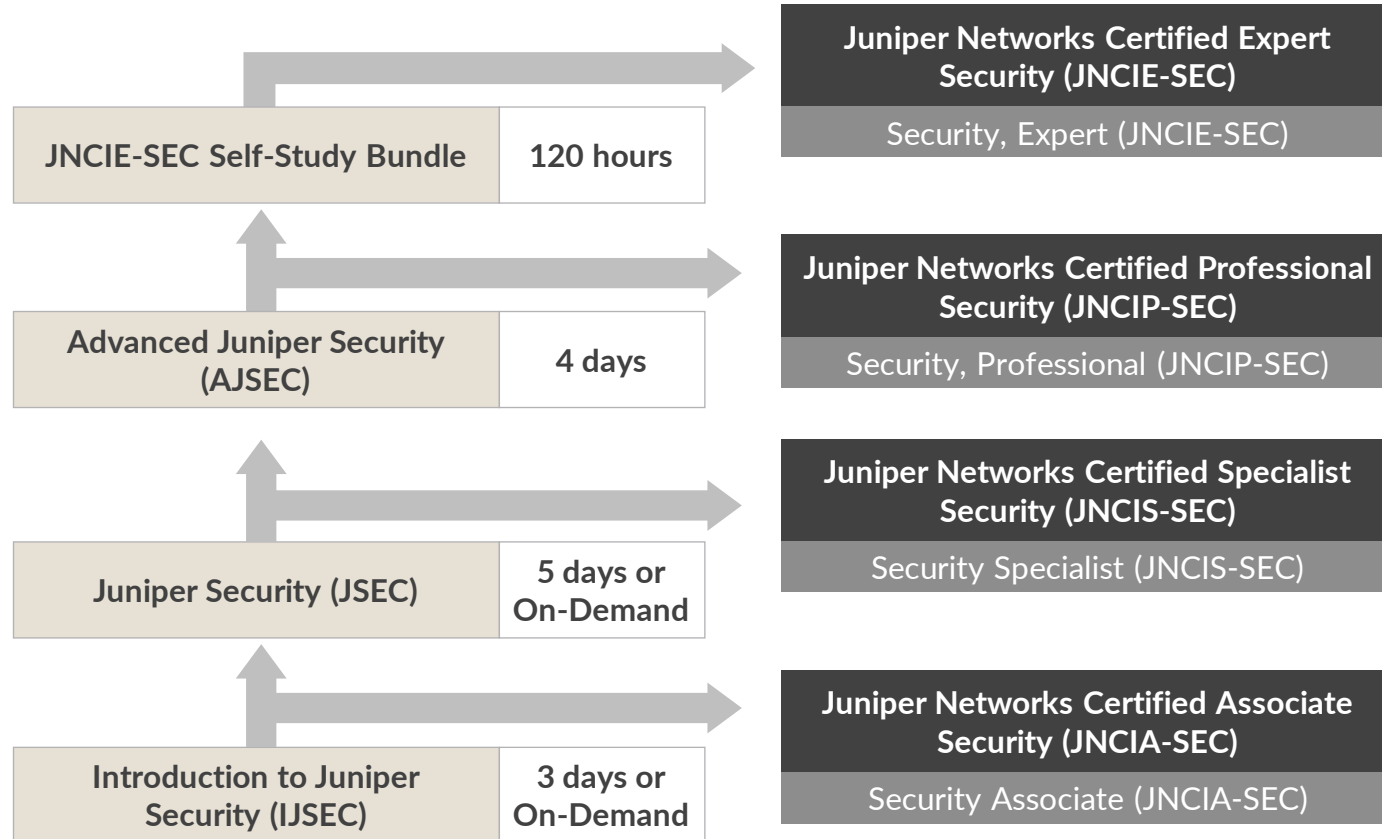 Juniper Networks Certified Expert
Security (JNCIE-SEC)
Security, Expert (JNCIE-SEC)
JNCIE-SEC Self-Study Bundle
120 hours
Juniper Networks Certified Professional
Security (JNCIP-SEC)
Security, Professional (JNCIP-SEC)
Advanced Juniper Security
(AJSEC)
4 days
Juniper Networks Certified Specialist
Security (JNCIS-SEC)
Security Specialist (JNCIS-SEC)
Juniper Security (JSEC)
5 days or
On-Demand
Juniper Networks Certified Associate
Security (JNCIA-SEC)
Security Associate (JNCIA-SEC)
Introduction to Juniper
Security (IJSEC)
3 days or
On-Demand